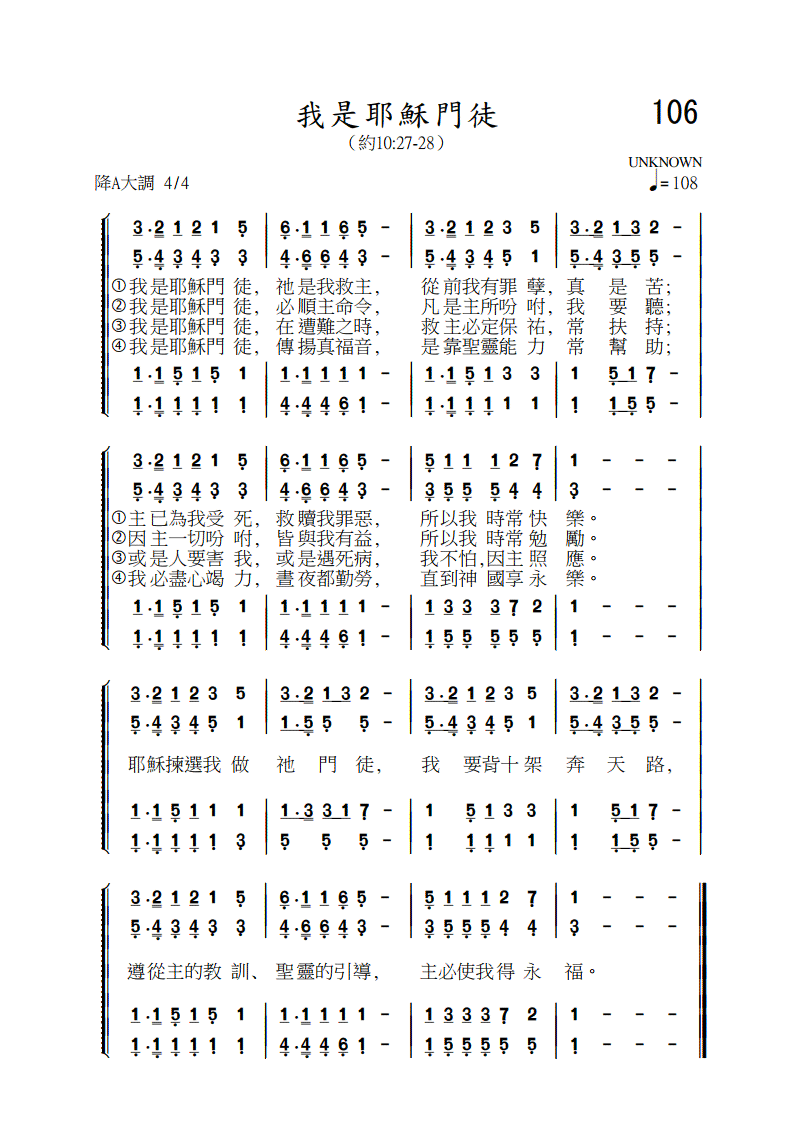 我是耶穌門徒 106
（約10:27-28）
UNKNOWN
降A大調 4/4 ♩=108
3·2 1 2 1 5 | 6·1 1 6 5 - | 3·2 1 2 3 5 | 3·2 1 3 2 - |
5·4 3 4 3 3 | 4·6 6 4 3 - | 5·4 3 4 5 1 | 5·4 3 5 5 - |
①我是耶穌門 徒，祂是我救主， 從前我有罪 孽，真 是 苦；
②我是耶穌門 徒，必順主命令， 凡是主所吩 咐，我 要 聽；
③我是耶穌門 徒，在遭難之時， 救主必定保 祐，常 扶 持；
④我是耶穌門 徒，傳揚真福音， 是靠聖靈能 力 常 幫 助；
1·1 5 1 5 1 | 1·1 1 1 1 - | 1·1 5 1 3 3 | 1 5 1 7 - |
1·1 1 1 1 1 | 4·4 4 6 1 - | 1·1 1 1 1 1 | 1 1 5 5 - |
3·2 1 2 1 5 | 6·1 1 6 5 - | 5 1 1 1 2 7 | 1 - - - |
5·4 3 4 3 3 | 4·6 6 4 3 - | 3 5 5 5 4 4 | 3 - - - |
①主已為我受 死，救贖我罪惡， 所以我 時常 快 樂。
②因主一切吩 咐，皆與我有益， 所以我 時常 勉 勵。
③或是人要害 我，或是遇死病， 我不怕，因主 照 應。
④我必盡心竭 力，晝夜都勤勞， 直到神 國享 永 樂。
1·1 5 1 5 1 | 1·1 1 1 1 - | 1 3 3 3 7 2 | 1 - - - |
1·1 1 1 1 1 | 4·4 4 6 1 - | 1 5 5 5 5 5 | 1 - - - |
3·2 1 2 3 5 | 3·2 1 3 2 - | 3·2 1 2 3 5 | 3·2 1 3 2 - |
5·4 3 4 5 1 | 1·5 5 5 5 - | 5·4 3 4 5 1 | 5·4 3 5 5 - |
耶穌揀選我 做 祂 門 徒， 我 要背十 架 奔 天 路，
1·1 5 1 1 1 | 1·3 3 1 7 - | 1 5 1 3 3 | 1 5 1 7 - |
1·1 1 1 1 3 | 5 5 5 - | 1 1 1 1 1 | 1 1 5 5 - |
3·2 1 2 1 5 | 6·1 1 6 5 - | 5 1 1 1 2 7 | 1 - - - |
5·4 3 4 3 3 | 4·6 6 4 3 - | 3 5 5 5 4 4 | 3 - - - |
遵從主的教 訓、 聖靈的引導， 主必使我得 永 福。
1·1 5 1 5 1 | 1·1 1 1 1 - | 1 3 3 3 7 2 | 1 - - - |
1·1 1 1 1 1 | 4·4 4 6 1 - | 1 5 5 5 5 5 | 1 - - - |